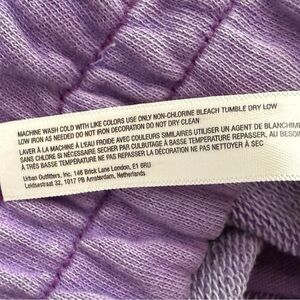 MACHINE WASH COLD WITH LIKE COLORS USE ONLY NON-CHLORINE BLEACH TUMBLE DRY LOW
LOW IRON AS NEEDED DO NOT IRON DECORATION DO NOT DRY CLEAN
LAVER À LA MACHINE À L'EAU FROIDE AVEC COULEURS SIMILAIRES UTILISER UN AGENT DE BLANCHIME
SANS CHLORE SI NÉCESSAIRE SÉCHER PAR CULBUTAGE À BASSE TEMPÉRATURE REPASSER, AU BESOI
À TRÈS BASSE TEMPÉRATURE NE PAS REPASSER LA DÉCORATION NE PAS NETTOYER À SEC
Urban Outfitters, Inc. 146 Brick Lane London, E1 6RU
Leidsestraat 32, 1017 PB Amsterdam, Netherlands